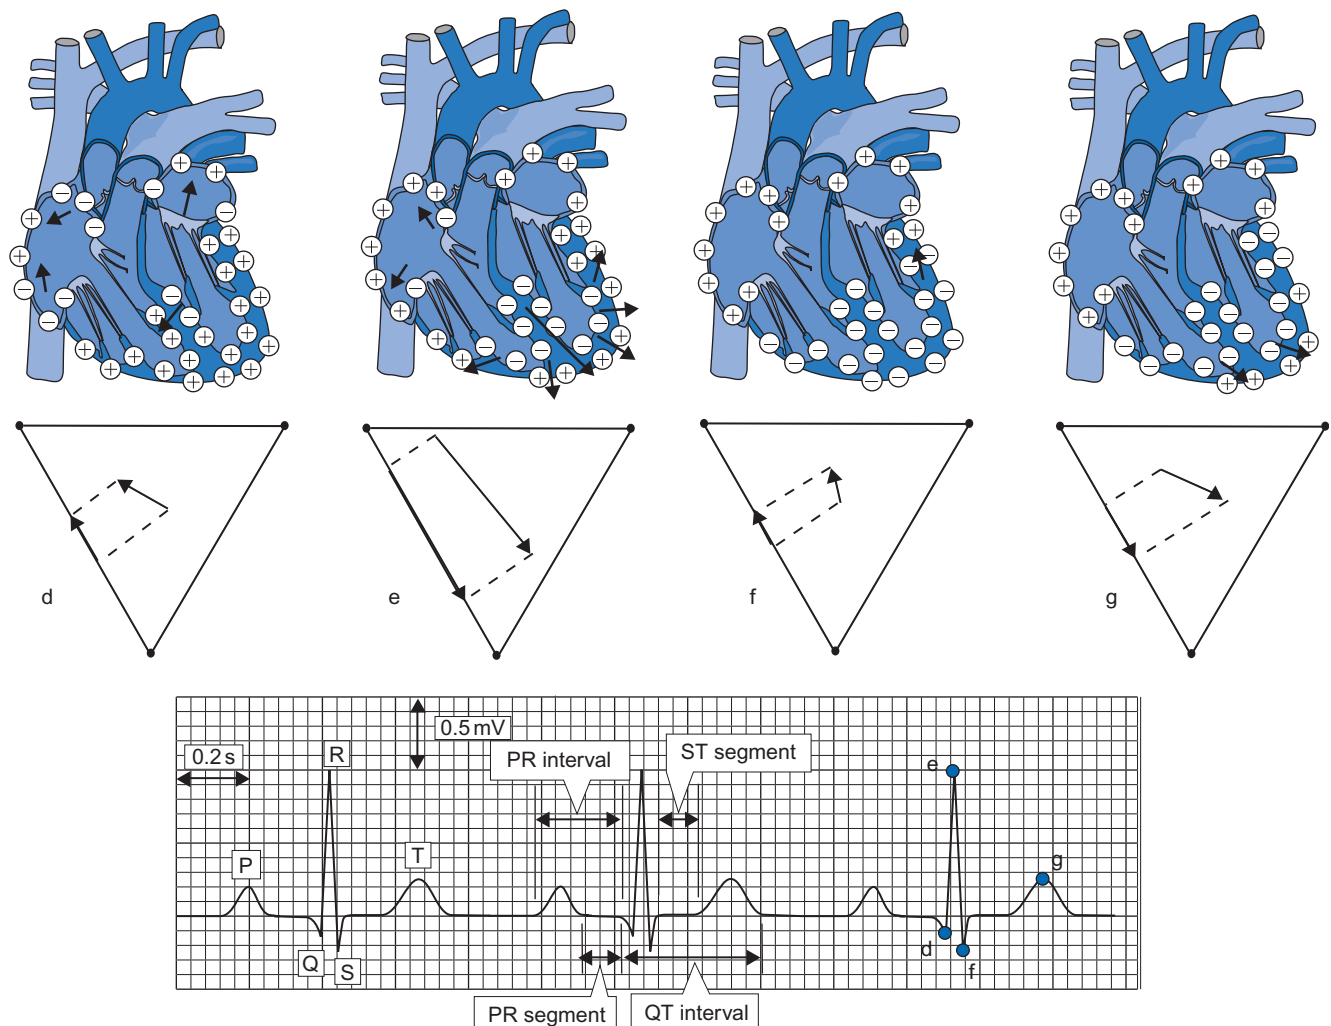 d
e
f
g
0.5 mV
0.2 s
R
PR interval
ST segment
e
P
T
g
Q
S
d
f
PR segment
QT interval